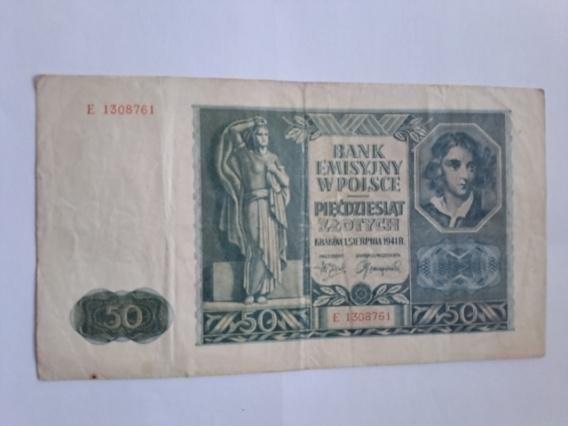 E 1308761
BANK
EMISYJNY
W POLSCE
PIĘĆDZIESIĄT
ZŁOTYCH
KRAKÓW 1. SIERPNIA 1941 R.
50
50
E 1308761
50